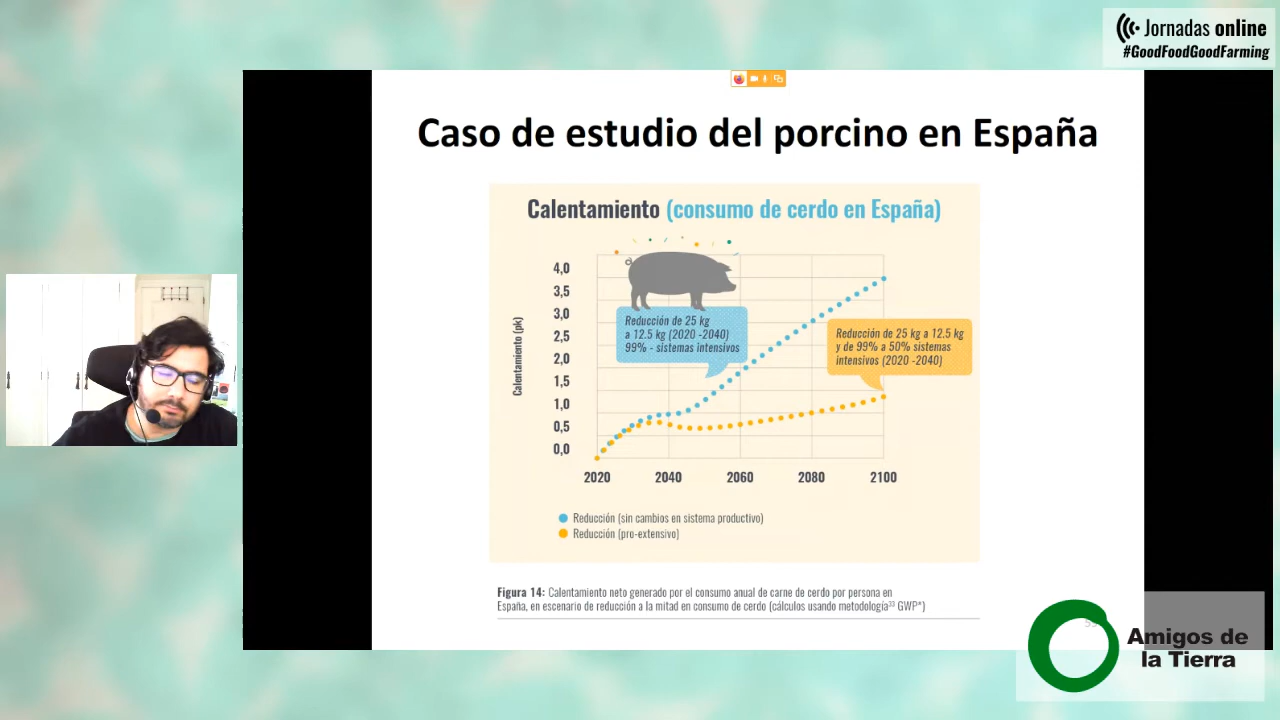 Jornadas online
#GoodFoodGoodFarming
Caso de estudio del porcino en España
Calentamiento (consumo de cerdo en España)
Calentamiento (pk)
4,0
3,5
3,0
2,5
2,0
1,5
1,0
0,5
0,0
Reducción de 25 kg
a 12.5 kg (2020 -2040)
99% - sistemas intensivos
Reducción de 25 kg a 12.5 kg
y de 99% a 50% sistemas
intensivos (2020 -2040)
2020 2040 2060 2080 2100
Reducción (sin cambios en sistema productivo)
Reducción (pro-extensivo)
Figura 14: Calentamiento neto generado por el consumo anual de carne de cerdo por persona en
España, en escenario de reducción a la mitad en consumo de cerdo (cálculos usando metodología³³ GWP*)
Amigos de
la Tierra